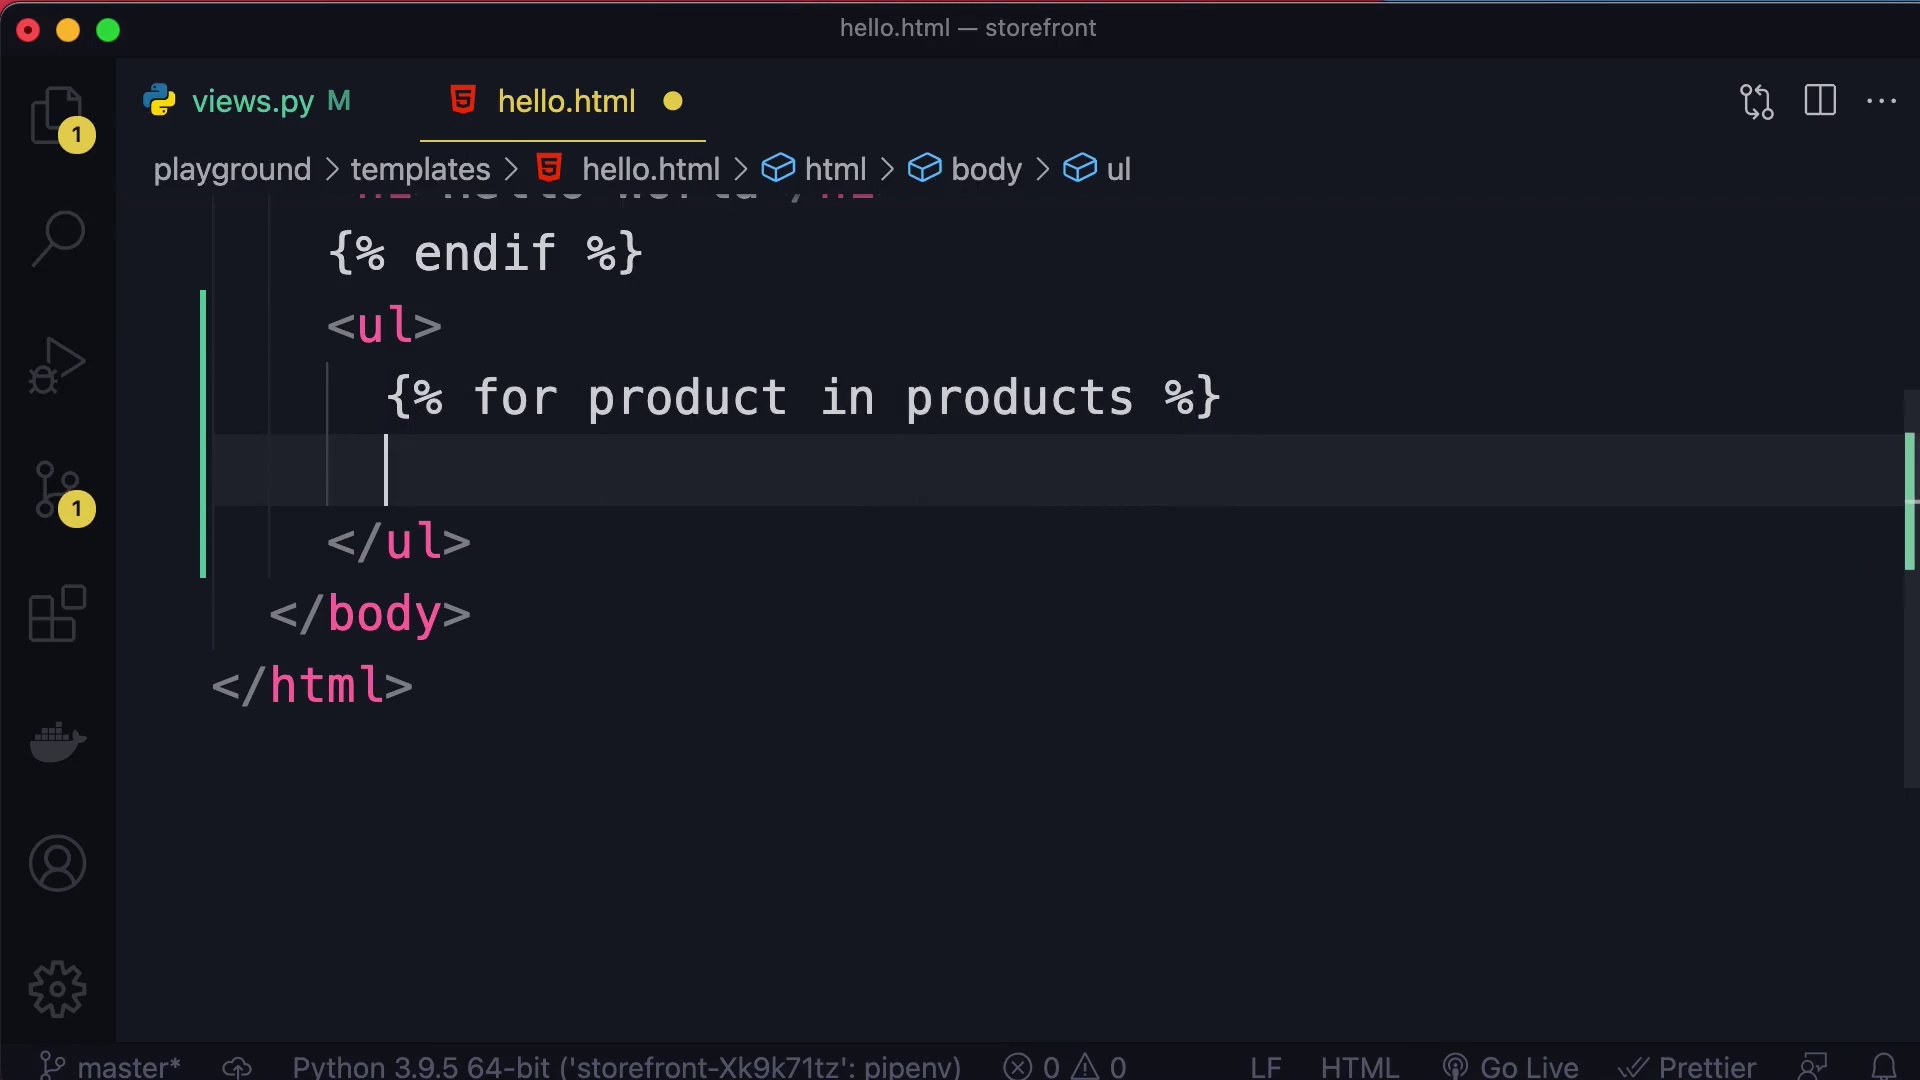 hello.html — storefront
views.py M
hello.html
playground > templates > hello.html > html > body > ul
{% endif %}
<ul>
{% for product in products %}
</ul>
</body>
</html>
1
1
master* Python 3.9.5 64-bit ('storefront-Xk9k71tz': pipenv) 0 0 LF HTML Go Live Prettier